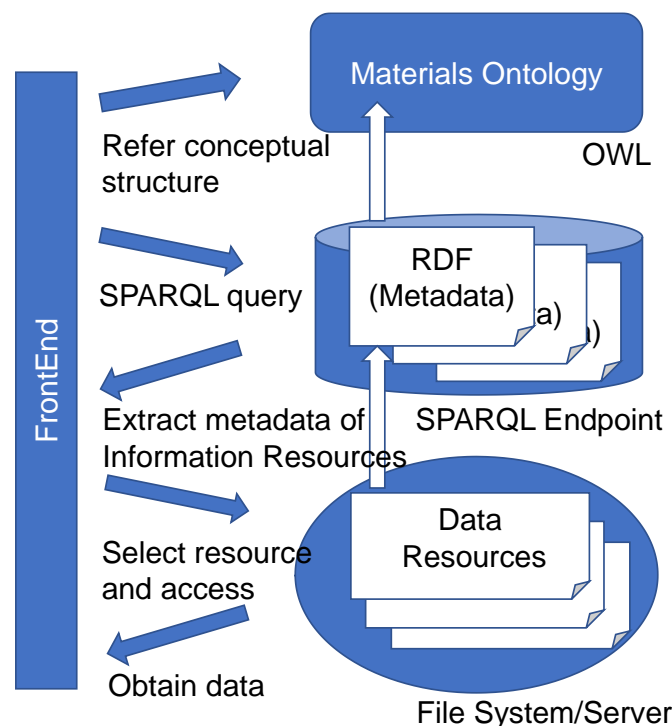 Materials Ontology
OWL
Refer conceptual
structure
FrontEnd
SPARQL query
RDF
(Metadata)
a)
a)
SPARQL Endpoint
Extract metadata of
Information Resources
Data
Resources
Select resource
and access
Obtain data
File System/Server